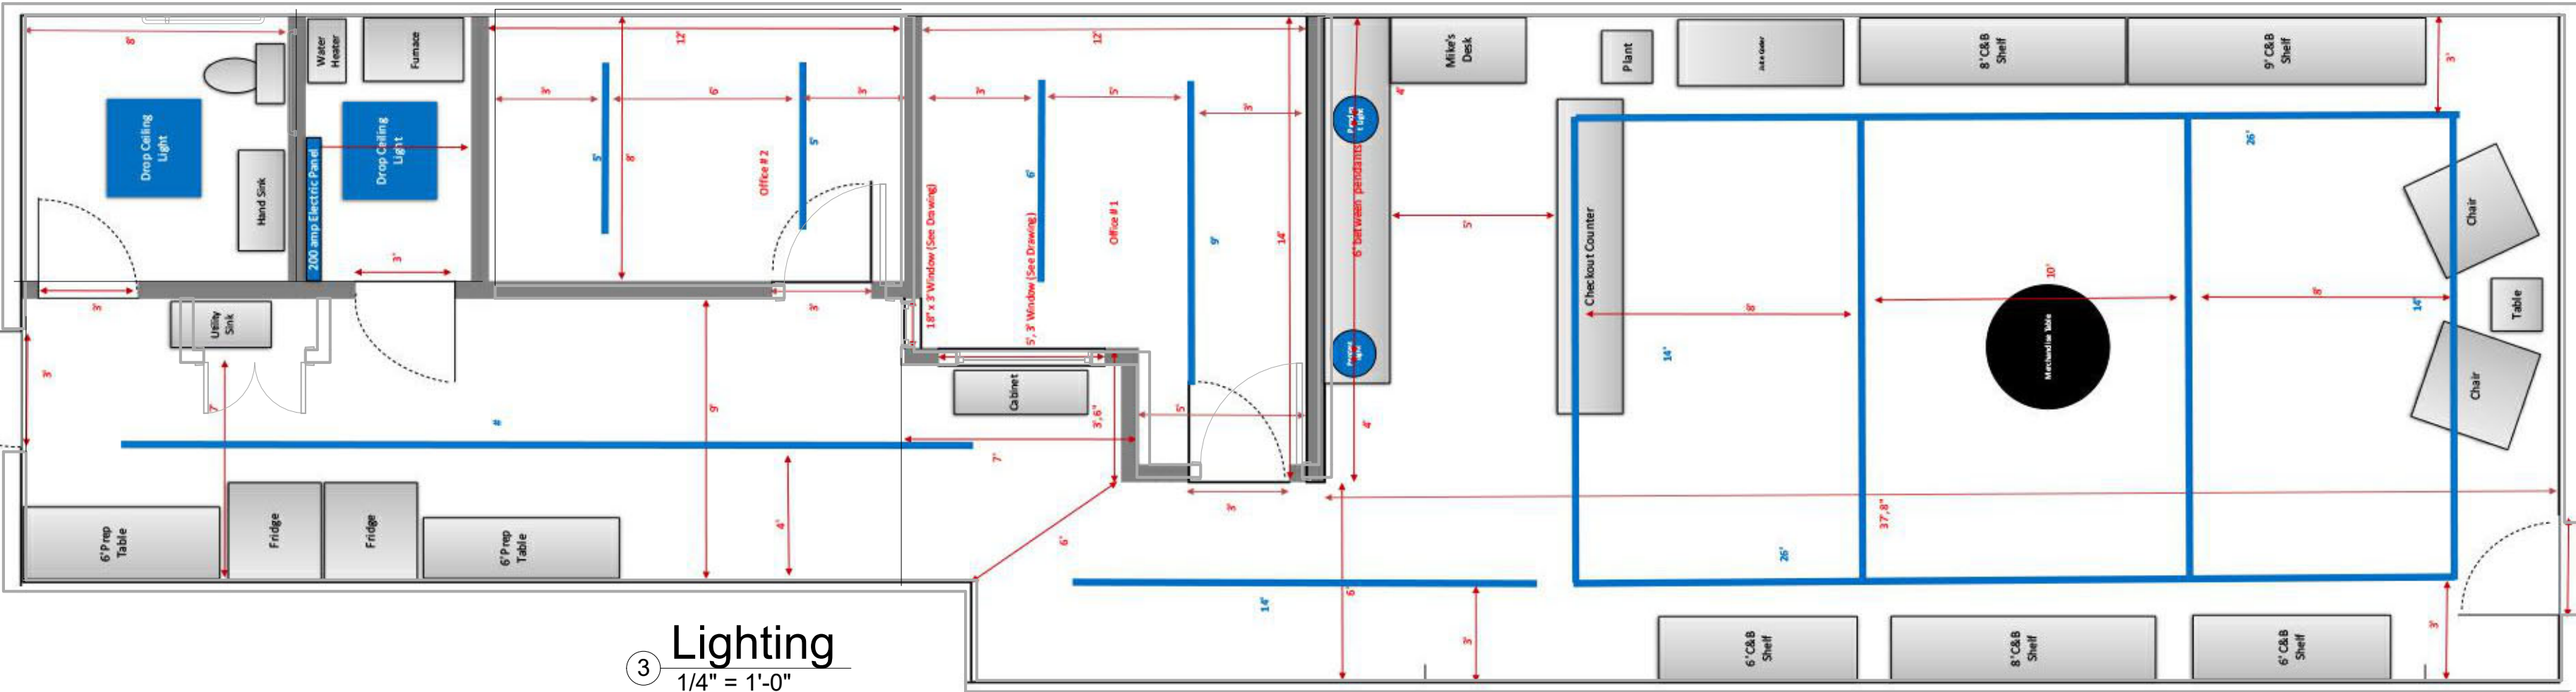 8'
Water
Heater
Furnace
12'
12'
Mike's
Desk
Plant
8' C&B
Shelf
9' C&B
Shelf
3'
Drop Ceiling
Light
Drop Ceiling
Light
Hand Sink
200 amp Electric Panel
3'
3'
6'
3'
5'
8'
5'
Office # 2
3'
5'
3'
6'
9'
14'
Office # 1
18" x 3' Window (See Drawing)
5', 3' Window (See Drawing)
6' between pendants
4'
5'
Checkout Counter
26'
8'
10'
8'
14'
14'
Merchandise Table
Chair
Table
Chair
3'
3'
3'
Utility
Sink
3'
7'
9'
Cabinet
3',6"
5'
4'
7'
3'
6'
4'
6' Prep
Table
Fridge
Fridge
6' Prep
Table
14'
6'
3'
37',8"
26'
6' C&B
Shelf
8' C&B
Shelf
6' C&B
Shelf
3'
3
Lighting
1/4" = 1'-0"